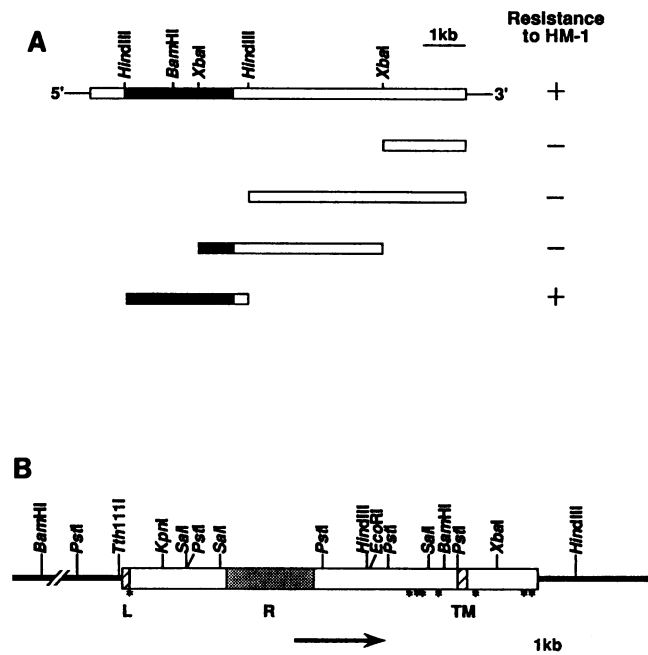 A
Resistance
to HM-1
1kb
HindIII
BamHI
XbaI
HindIII
XbaI
5'
3'
+
−
−
−
+
B
BamHI
PstI
Tth111I
KpnI
SalI
PstI
SalI
PstI
HindIII
EcoRI
PstI
SalI
BamHI
PstI
XbaI
HindIII
*
***
*
*
**
L
R
TM
1kb